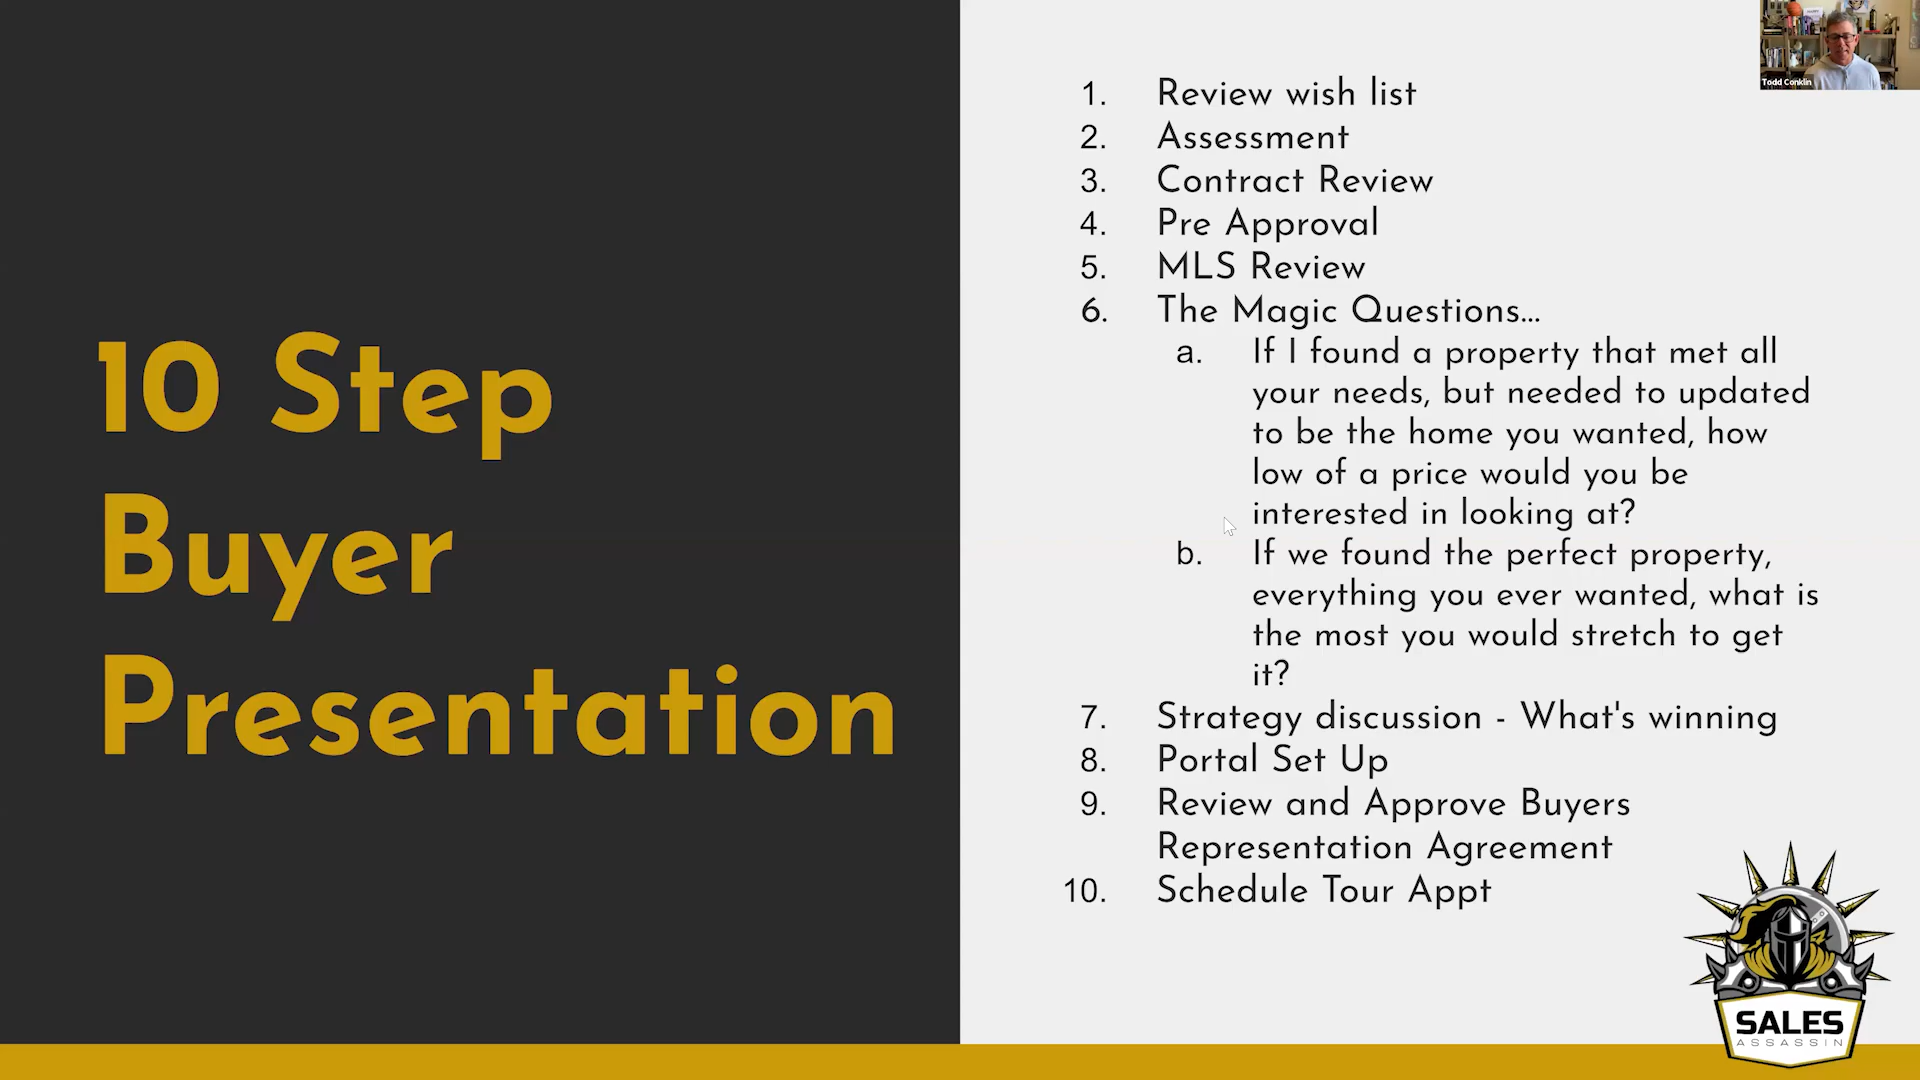 10 Step
Buyer
Presentation
1. Review wish list
2. Assessment
3. Contract Review
4. Pre Approval
5. MLS Review
6. The Magic Questions...
a. If I found a property that met all
your needs, but needed to updated
to be the home you wanted, how
low of a price would you be
interested in looking at?
b. If we found the perfect property,
everything you ever wanted, what is
the most you would stretch to get
it?
7. Strategy discussion - What's winning
8. Portal Set Up
9. Review and Approve Buyers
Representation Agreement
10. Schedule Tour Appt
Todd Conklin
SALES
ASSASSIN